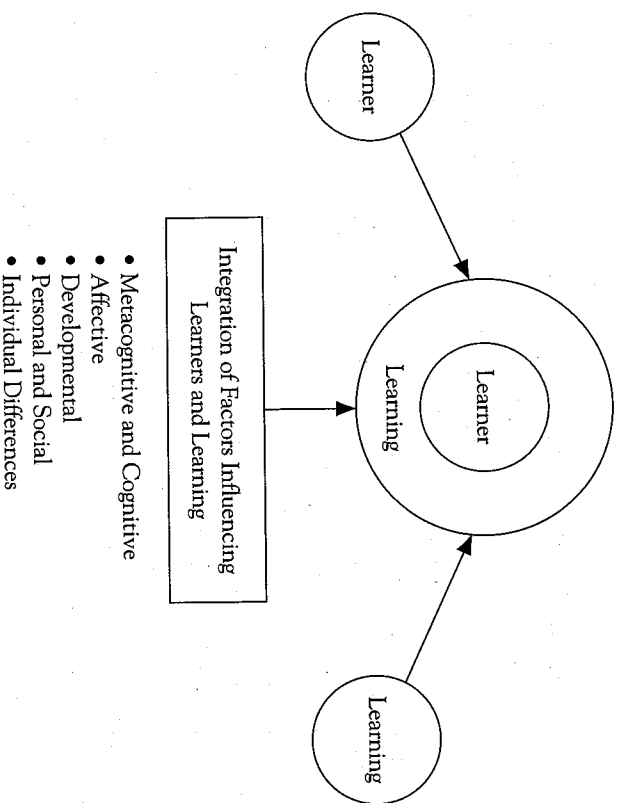 Learner
Learner
Learning
Learning
Integration of Factors Influencing
Learners and Learning
• Metacognitive and Cognitive
• Affective
• Developmental
• Personal and Social
• Individual Differences